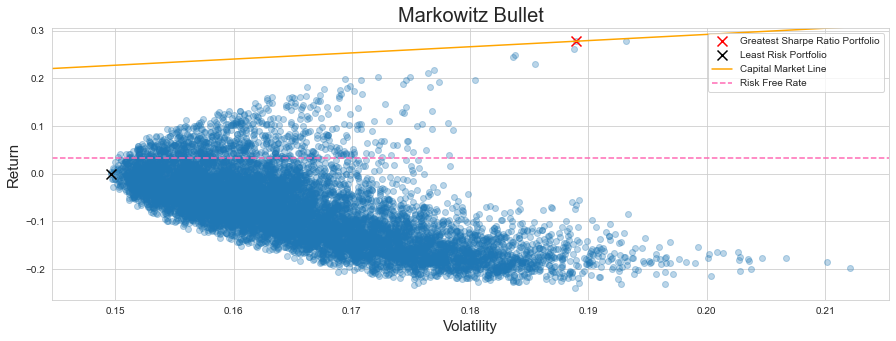 Markowitz Bullet
Greatest Sharpe Ratio Portfolio
Least Risk Portfolio
Capital Market Line
Risk Free Rate
Return
0.3
0.2
0.1
0.0
−0.1
−0.2
0.15
0.16
0.17
0.18
0.19
0.20
0.21
Volatility